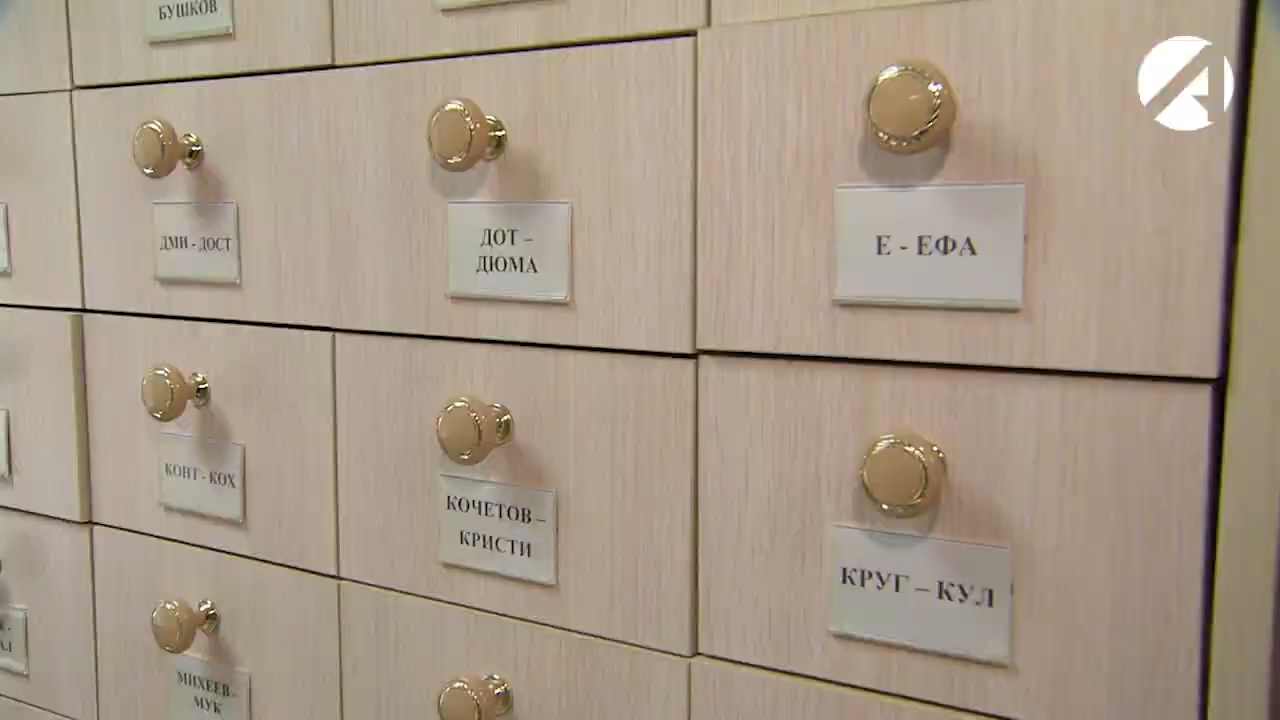 БУШКОВ
ДМИ - ДОСТ
ДОТ –
ДЮМА
Е - ЕФА
КОНТ - КОХ
КОЧЕТОВ –
КРИСТИ
КРУГ – КУЛ
МИХЕЕВ -
МУК